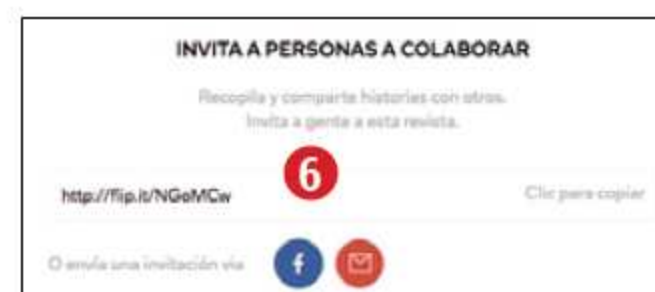 INVITA A PERSONAS A COLABORAR
Recopila y comparte historias con otros.
Invita a gente a esta revista.
6
http://flip.it/NGoMCw Clic para copiar
O envía una invitación vía f